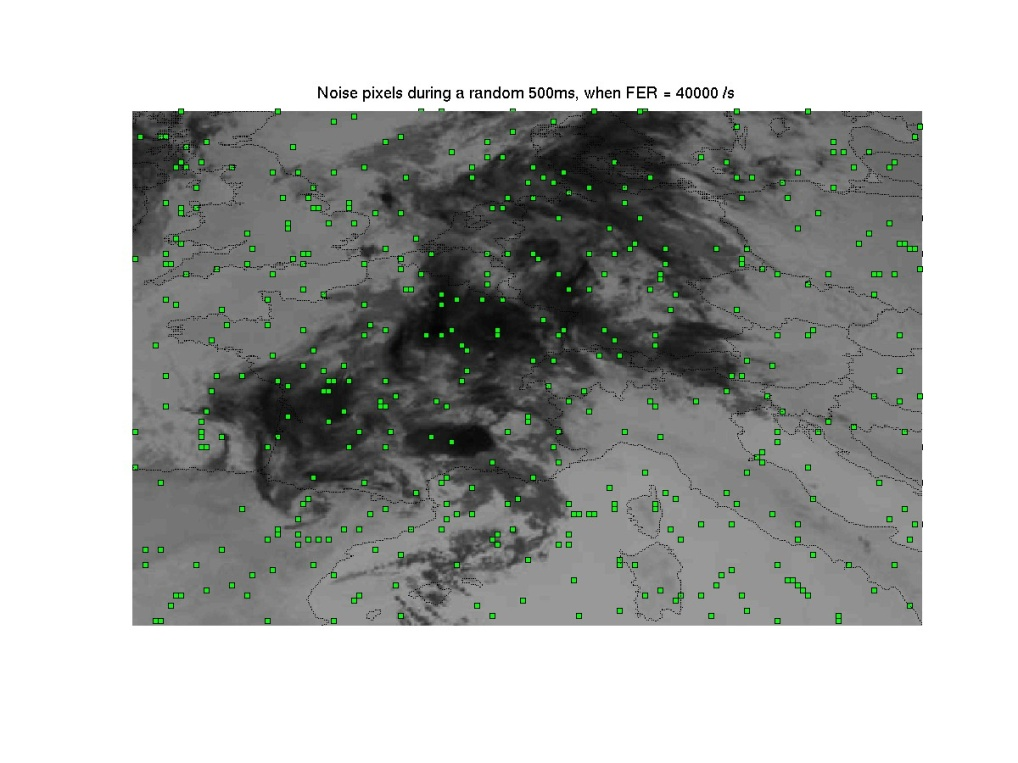 Noise pixels during a random 500ms, when FER = 40000 /s